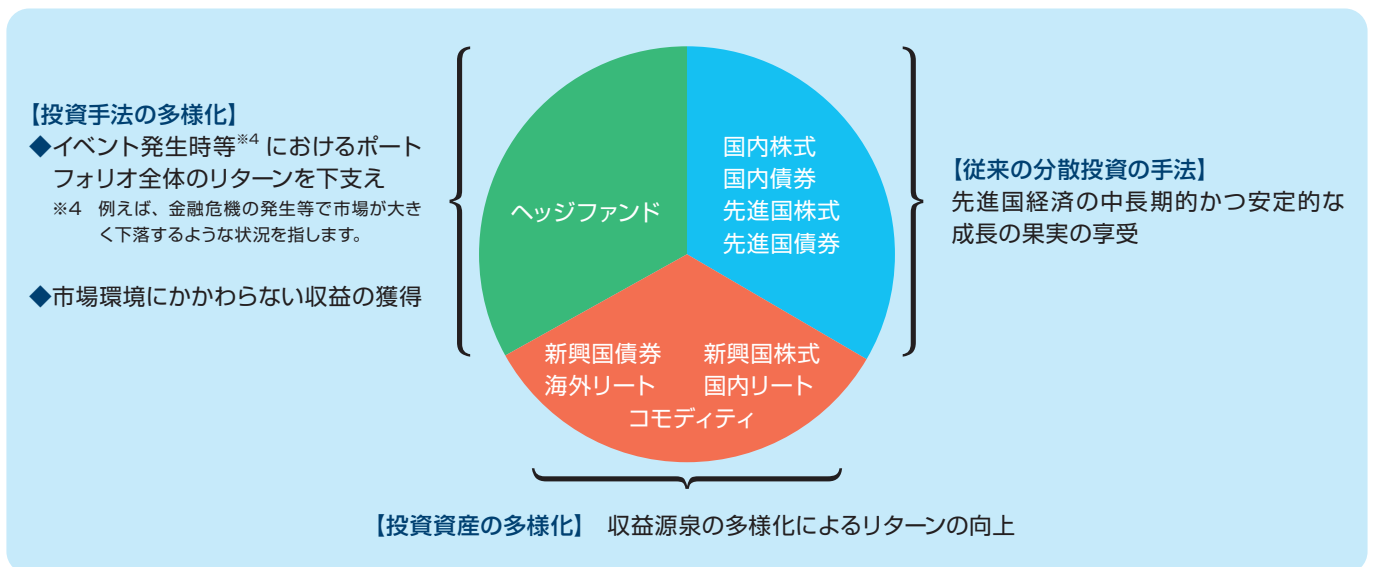 【投資手法の多様化】
◆イベント発生時等※4 におけるポート
フォリオ全体のリターンを下支え
※4 例えば、金融危機の発生等で市場が大き
く下落するような状況を指します。
◆市場環境にかかわらない収益の獲得
ヘッジファンド
国内株式
国内債券
先進国株式
先進国債券
【従来の分散投資の手法】
先進国経済の中長期的かつ安定的な
成長の果実の享受
新興国債券 新興国株式
海外リート 国内リート
コモディティ
【投資資産の多様化】 収益源泉の多様化によるリターンの向上